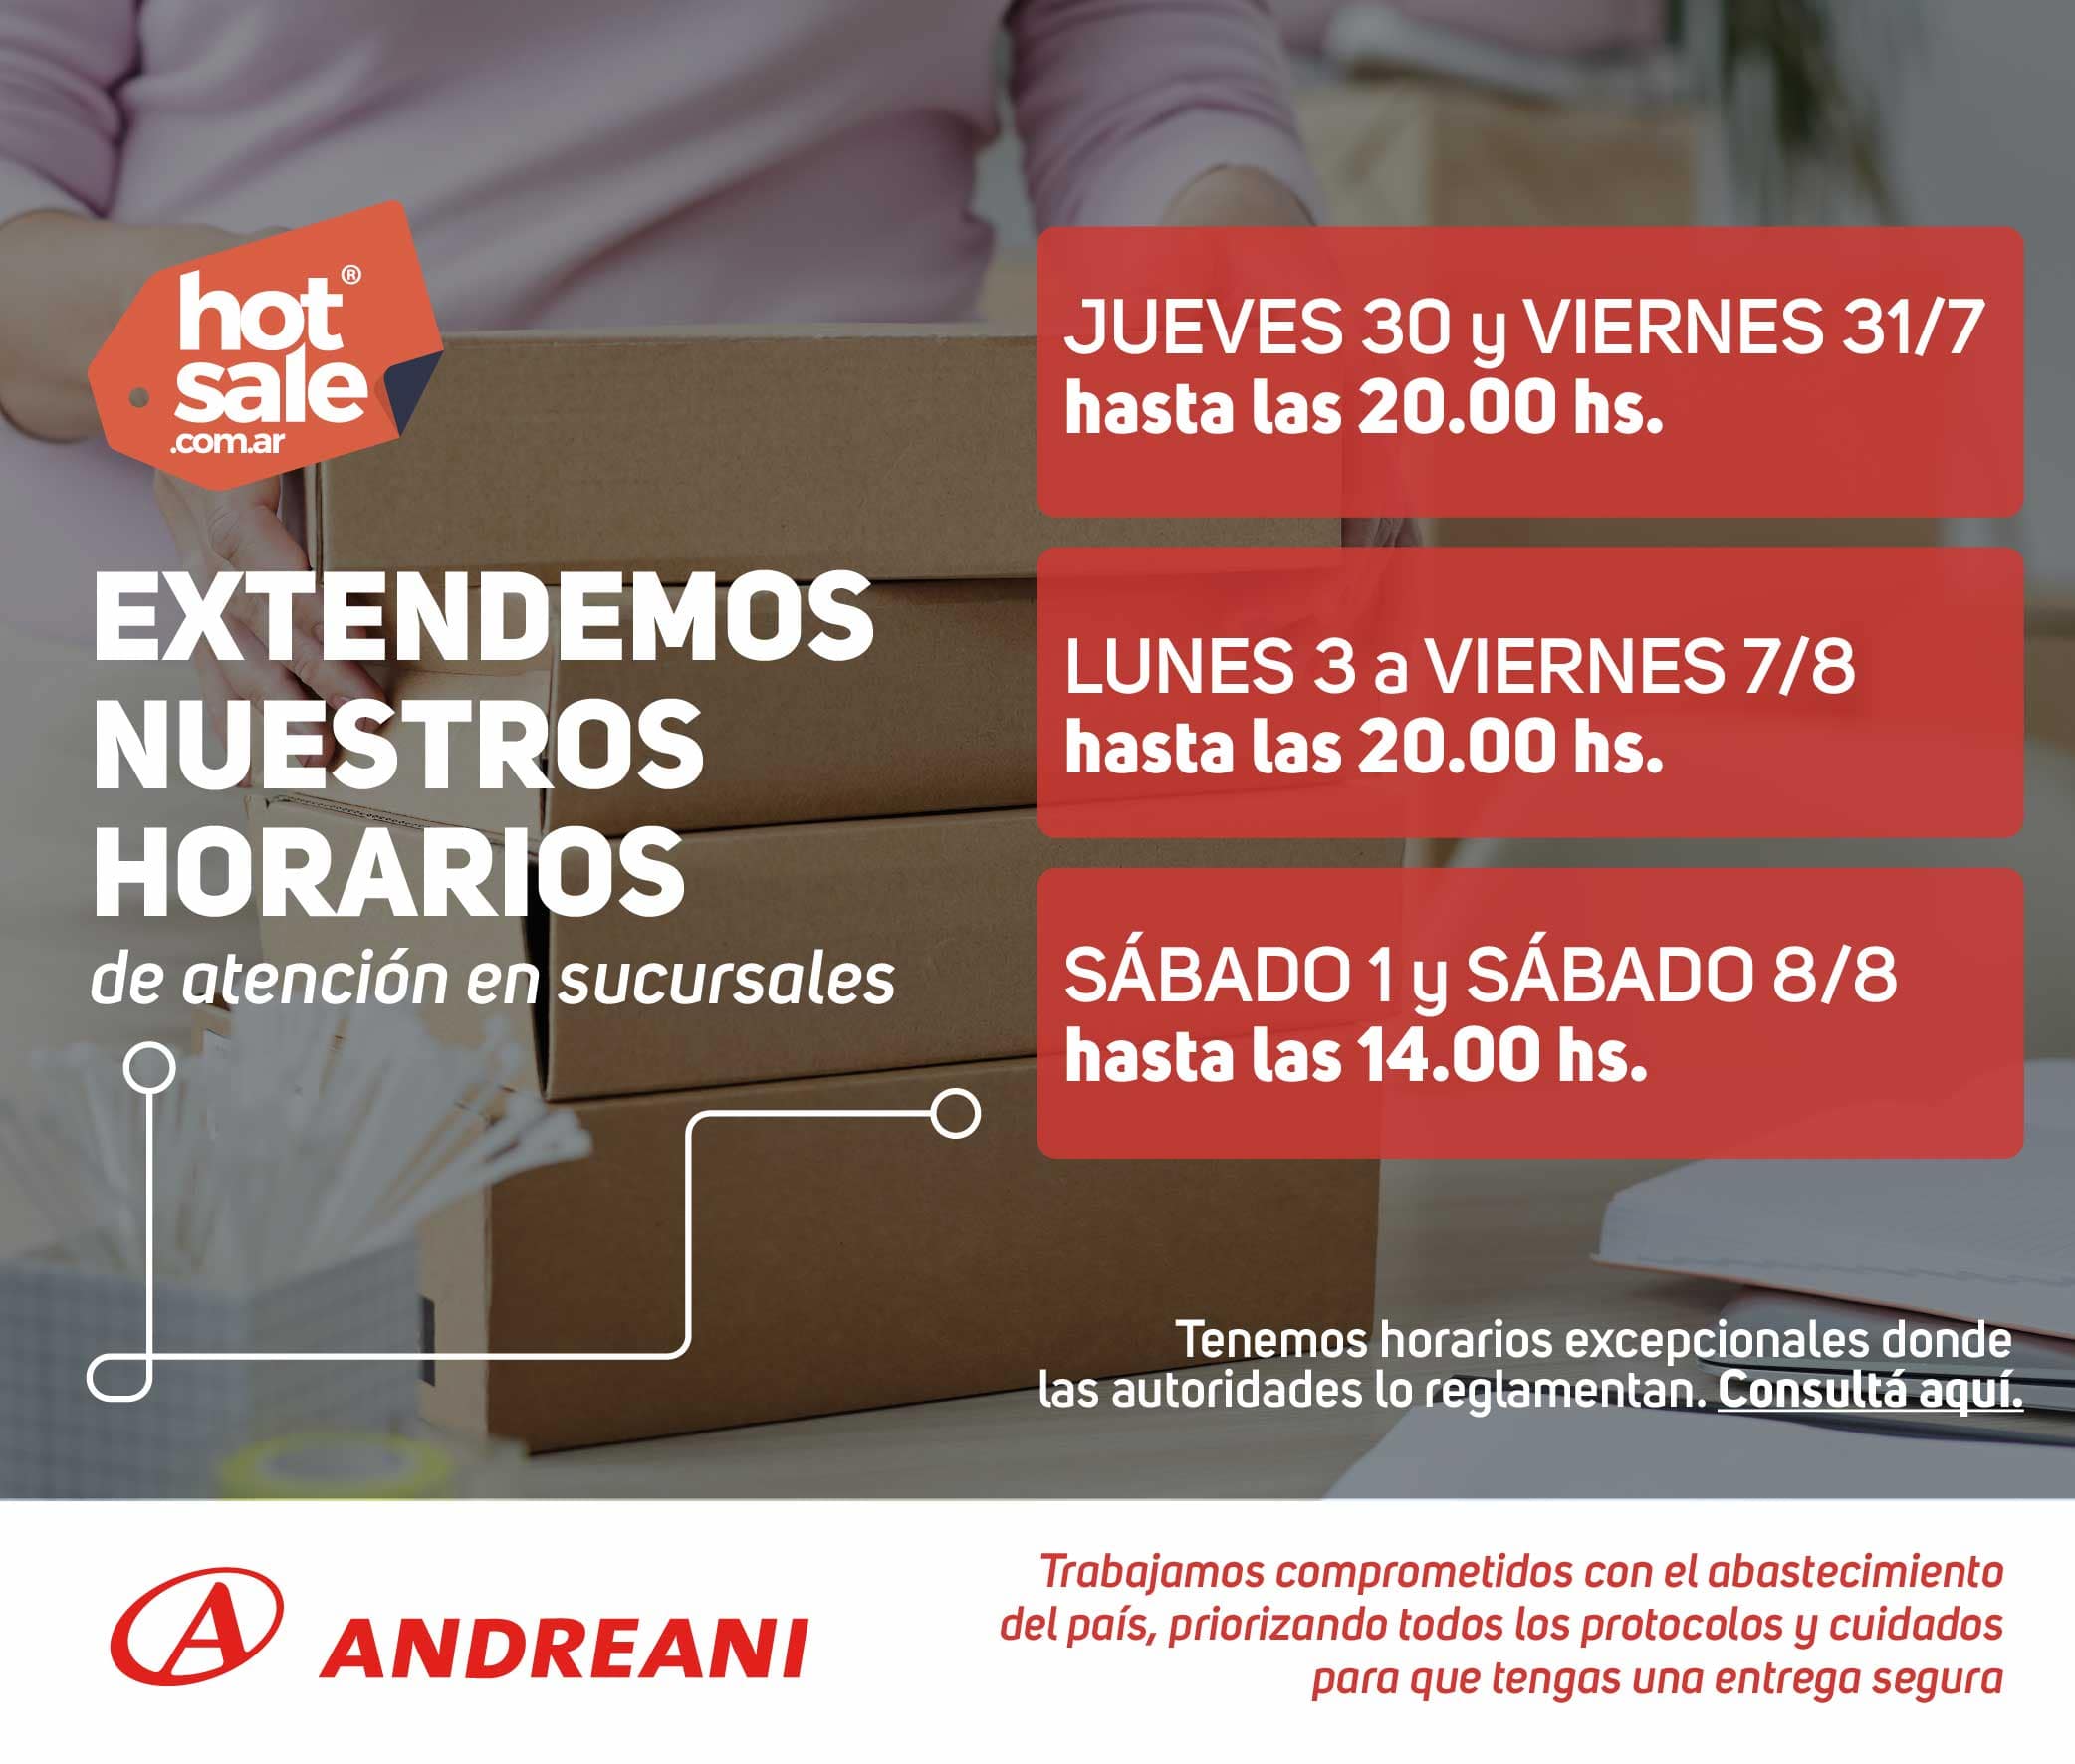 hot®
sale
.com.ar
EXTENDEMOS
NUESTROS
HORARIOS
de atención en sucursales
JUEVES 30 y VIERNES 31/7
hasta las 20.00 hs.
LUNES 3 a VIERNES 7/8
hasta las 20.00 hs.
SÁBADO 1 y SÁBADO 8/8
hasta las 14.00 hs.
Tenemos horarios excepcionales donde
las autoridades lo reglamentan. Consultá aquí.
A ANDREANI
Trabajamos comprometidos con el abastecimiento
del país, priorizando todos los protocolos y cuidados
para que tengas una entrega segura